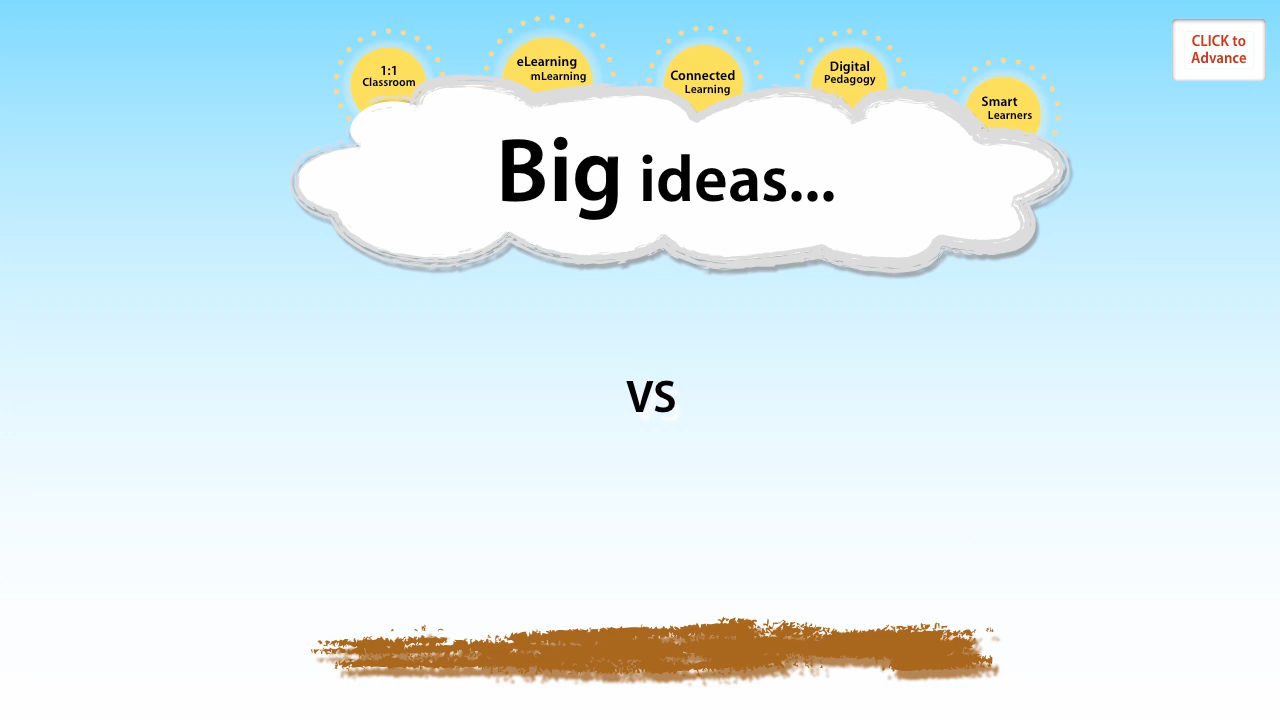 1:1
Classroom
eLearning
mLearning
Connected
Learning
Digital
Pedagogy
Smart
Learners
CLICK to
Advance
Big ideas...
VS